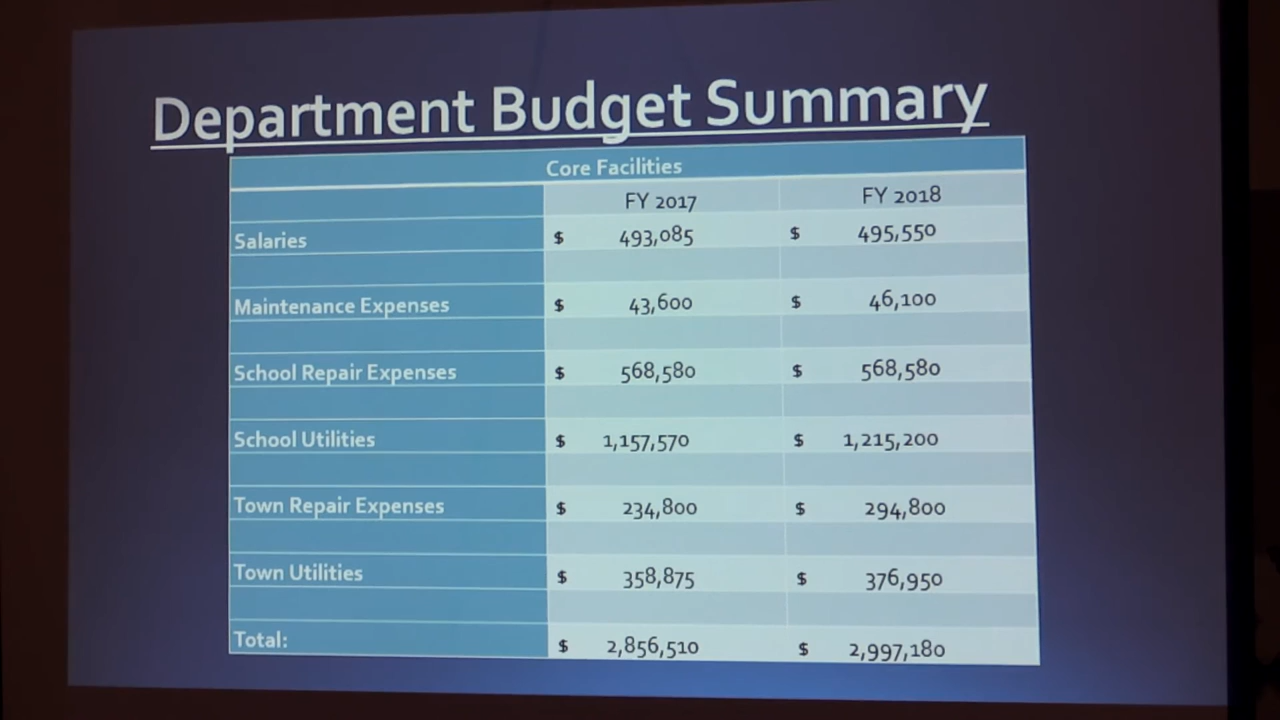 Department Budget Summary
Core Facilities
FY 2017 FY 2018
Salaries $ 493,085 $ 495,550
Maintenance Expenses $ 43,600 $ 46,100
School Repair Expenses $ 568,580 $ 568,580
School Utilities $ 1,157,570 $ 1,215,200
Town Repair Expenses $ 234,800 $ 294,800
Town Utilities $ 358,875 $ 376,950
Total: $ 2,856,510 $ 2,997,180